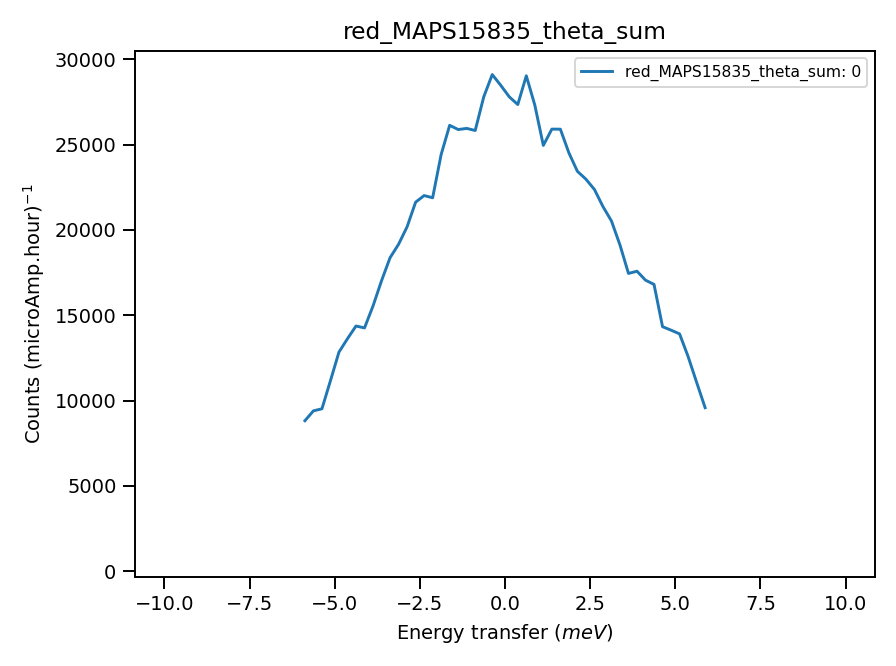 red_MAPS15835_theta_sum
red_MAPS15835_theta_sum: 0
Counts (microAmp.hour)⁻¹
30000
25000
20000
15000
10000
5000
0
−10.0 −7.5 −5.0 −2.5 0.0 2.5 5.0 7.5 10.0
Energy transfer (meV)